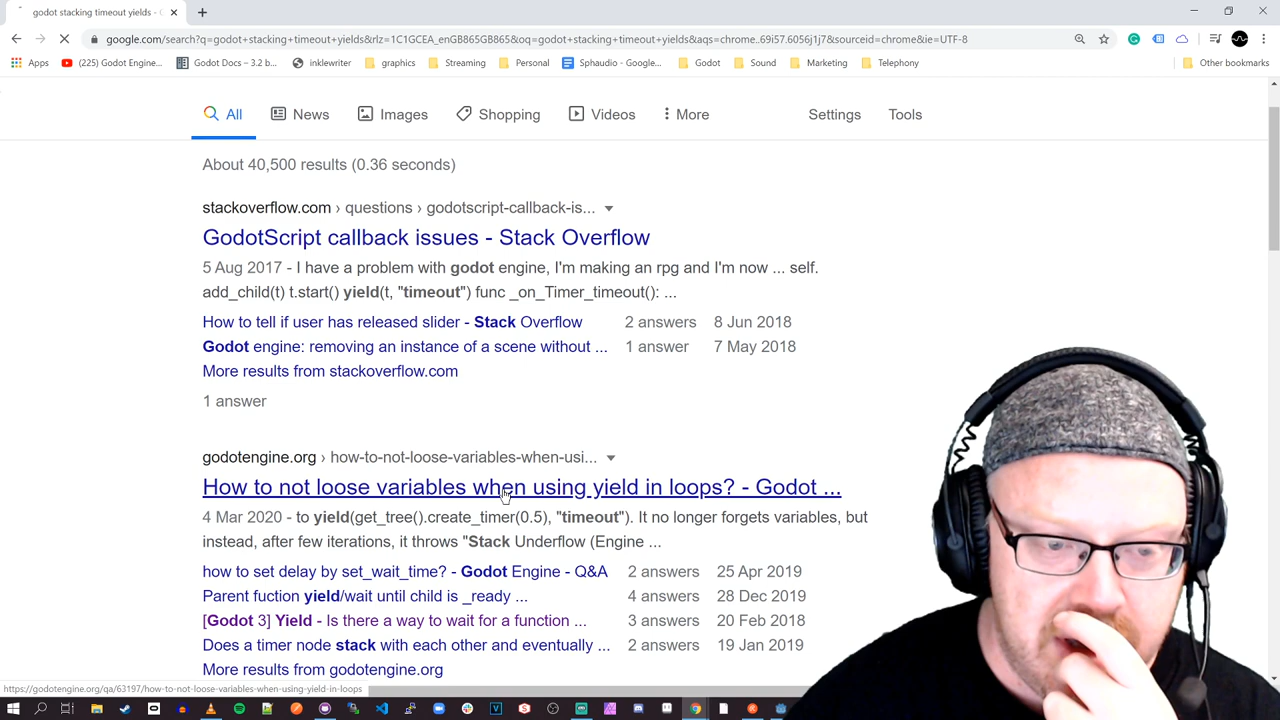 godot stacking timeout yields - G
google.com/search?q=godot+stacking+timeout+yields&rlz=1C1GCEA_enGB865GB865&oq=godot+stacking+timeout+yields&aqs=chrome..69i57.6056j1j7&sourceid=chrome&ie=UTF-8
Apps (225) Godot Engine... Godot Docs – 3.2 b... inklewriter graphics Streaming Personal Sphaudio - Google... Godot Sound Marketing Telephony Other bookmarks
All News Images Shopping Videos More Settings Tools
About 40,500 results (0.36 seconds)
stackoverflow.com › questions › godotscript-callback-is...
GodotScript callback issues - Stack Overflow
5 Aug 2017 - I have a problem with godot engine, I'm making an rpg and I'm now ... self.
add_child(t) t.start() yield(t, "timeout") func _on_Timer_timeout(): ...
How to tell if user has released slider - Stack Overflow 2 answers 8 Jun 2018
Godot engine: removing an instance of a scene without ... 1 answer 7 May 2018
More results from stackoverflow.com
1 answer
godotengine.org › how-to-not-loose-variables-when-usi...
How to not loose variables when using yield in loops? - Godot ...
4 Mar 2020 - to yield(get_tree().create_timer(0.5), "timeout"). It no longer forgets variables, but
instead, after few iterations, it throws "Stack Underflow (Engine ...
how to set delay by set_wait_time? - Godot Engine - Q&A 2 answers 25 Apr 2019
Parent fuction yield/wait until child is _ready ... 4 answers 28 Dec 2019
[Godot 3] Yield - Is there a way to wait for a function ... 3 answers 20 Feb 2018
Does a timer node stack with each other and eventually ... 2 answers 19 Jan 2019
More results from godotengine.org
https://godotengine.org/qa/63197/how-to-not-loose-variables-when-using-yield-in-loops